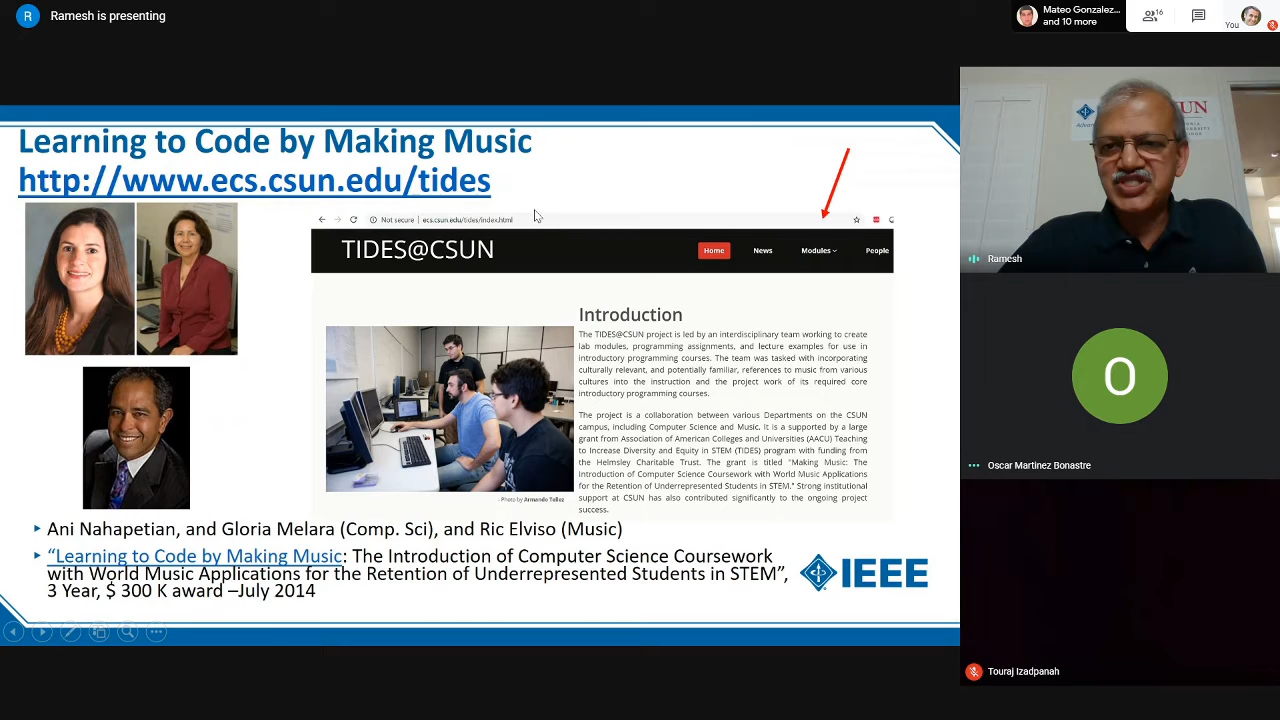 R
Ramesh is presenting
Mateo Gonzalez...
and 10 more
16
You
Learning to Code by Making Music
http://www.ecs.csun.edu/tides
Not secure | ecs.csun.edu/tides/index.html
TIDES@CSUN
Home
News
Modules
People
Introduction
The TIDES@CSUN project is led by an interdisciplinary team working to create
lab modules, programming assignments, and lecture examples for use in
introductory programming courses. The team was tasked with incorporating
culturally relevant, and potentially familiar, references to music from various
cultures into the instruction and the project work of its required core
introductory programming courses.
The project is a collaboration between various Departments on the CSUN
campus, including Computer Science and Music. It is a supported by a large
grant from Association of American Colleges and Universities (AACU) Teaching
to Increase Diversity and Equity in STEM (TIDES) program with funding from
the Helmsley Charitable Trust. The grant is titled "Making Music: The
Introduction of Computer Science Coursework with World Music Applications
for the Retention of Underrepresented Students in STEM." Strong institutional
support at CSUN has also contributed significantly to the ongoing project
success.
- Photo by Armando Tellez
Ani Nahapetian, and Gloria Melara (Comp. Sci), and Ric Elviso (Music)
“Learning to Code by Making Music: The Introduction of Computer Science Coursework
with World Music Applications for the Retention of Underrepresented Students in STEM”,
3 Year, $ 300 K award –July 2014
IEEE
Ramesh
O
Oscar Martinez Bonastre
Touraj Izadpanah